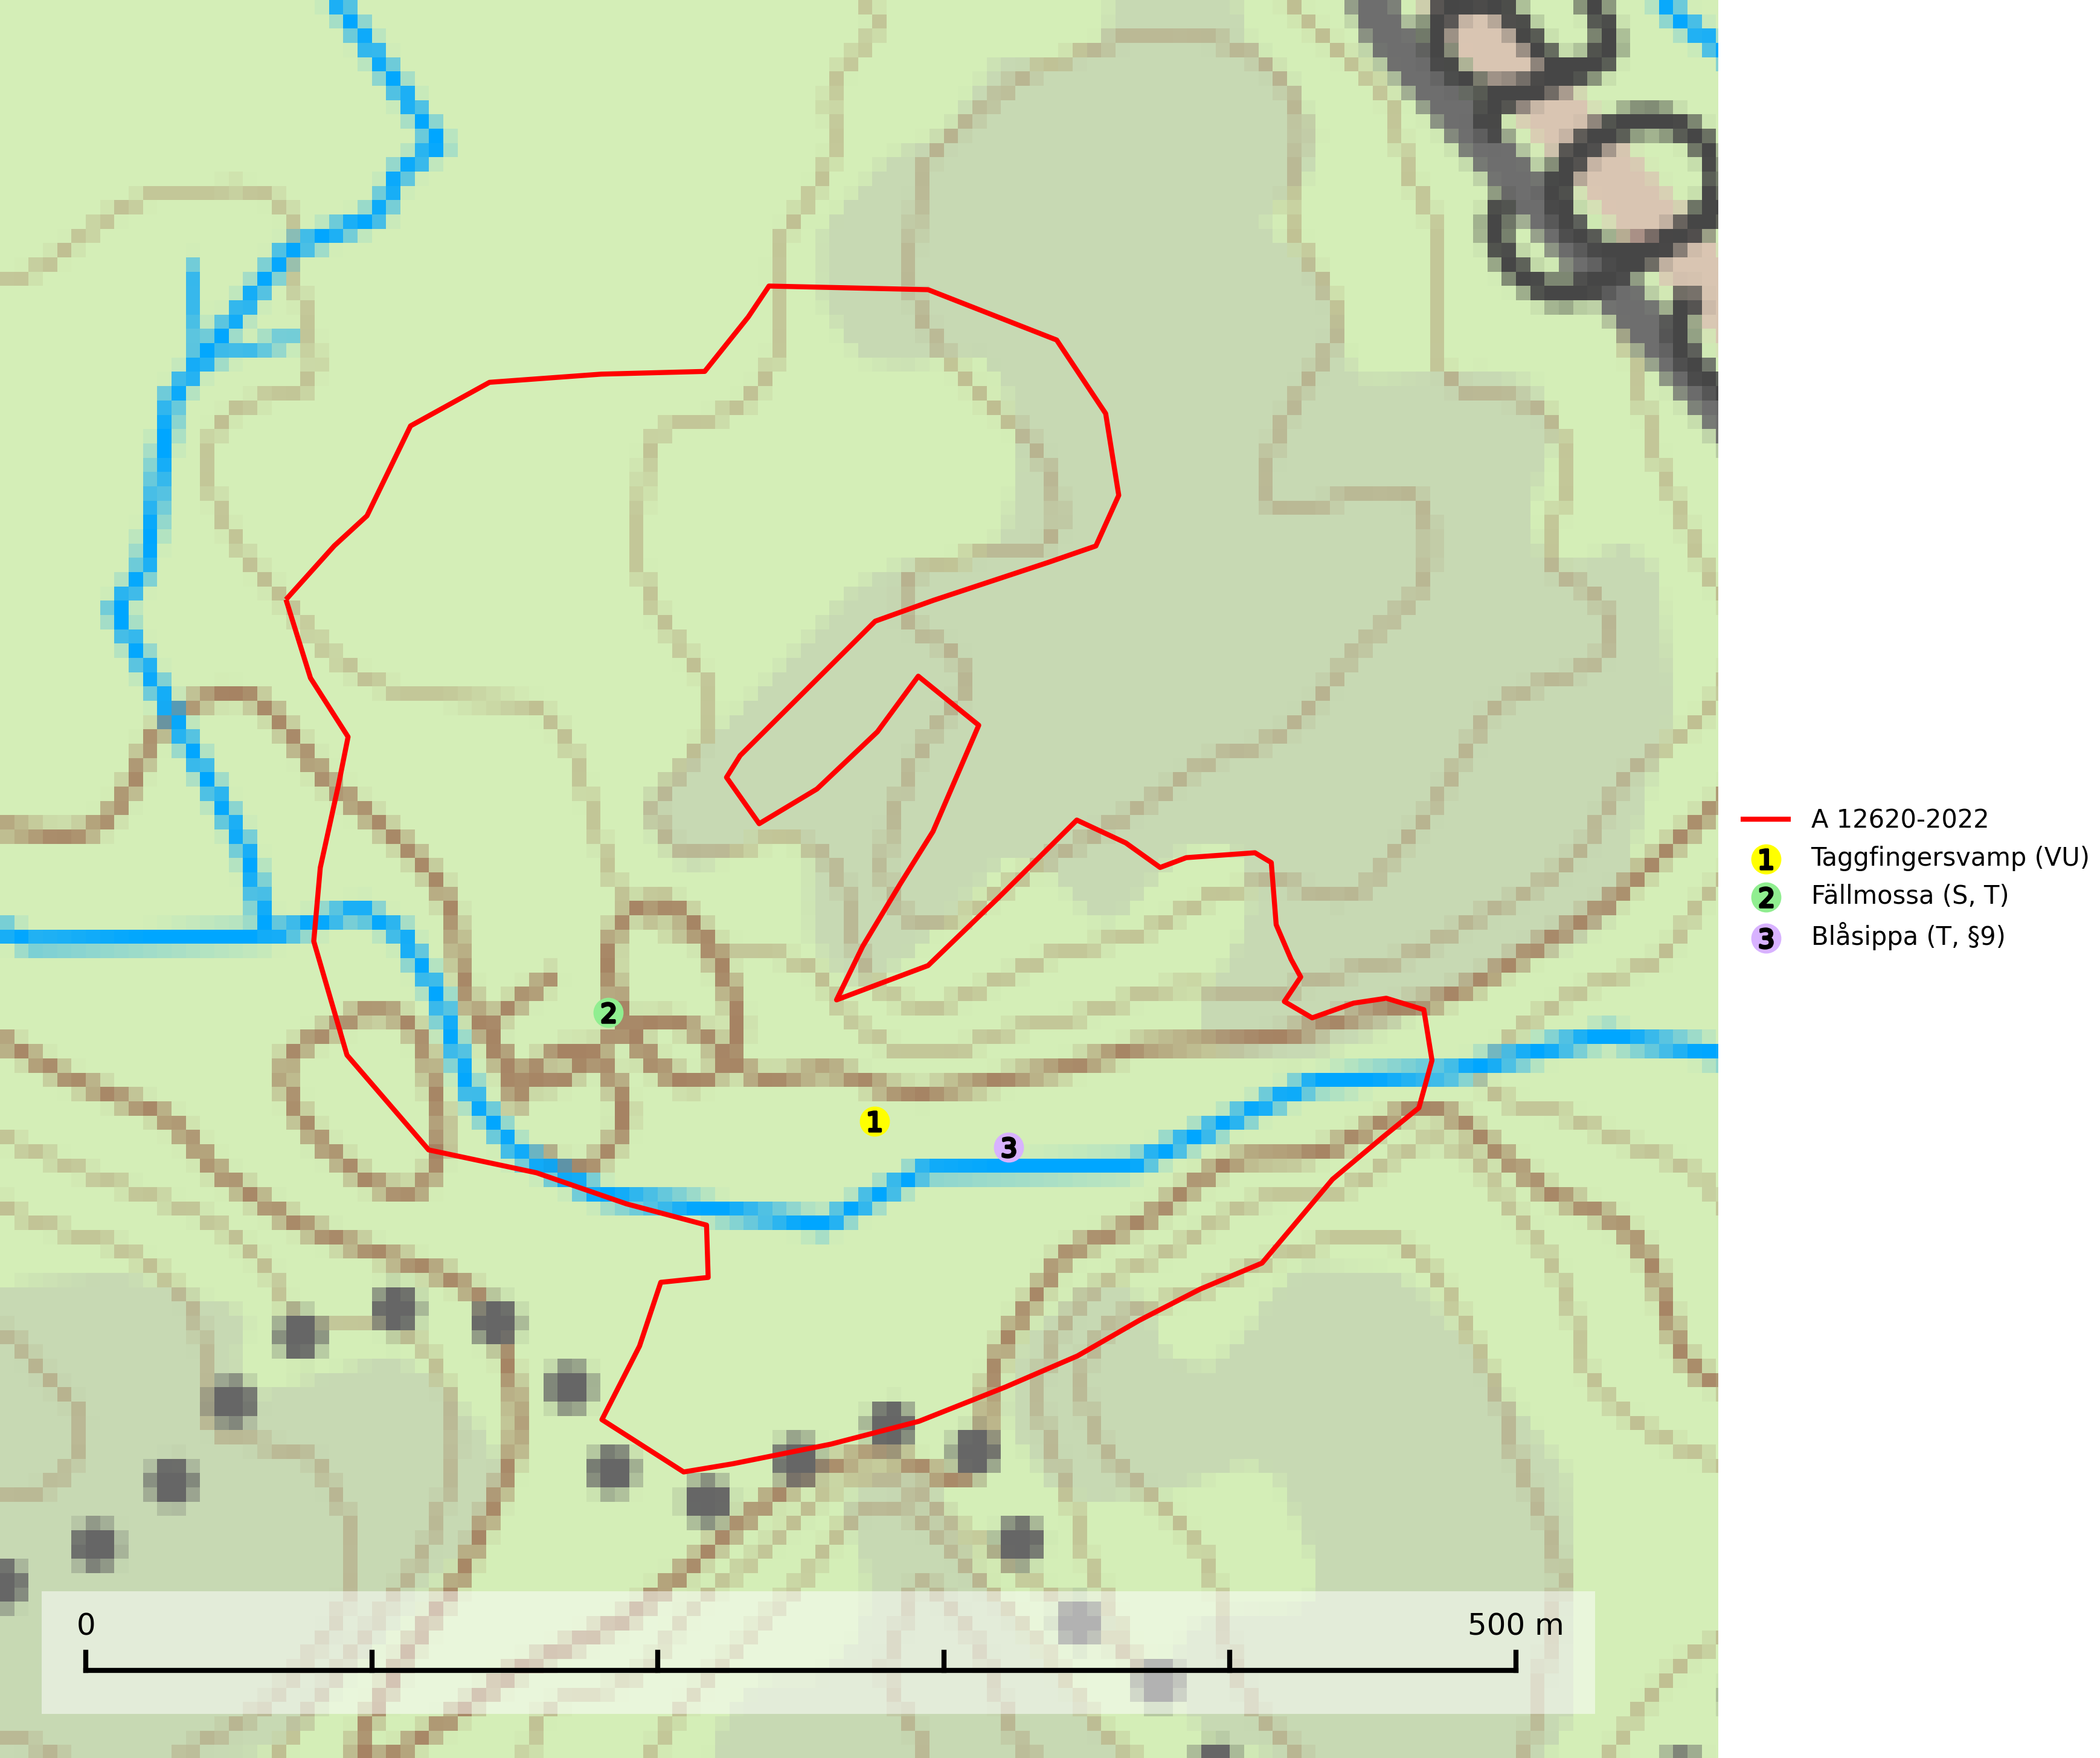 A 12620-2022
1 Taggfingersvamp (VU)
2 Fällmossa (S, T)
3 Blåsippa (T, §9)
2
1
3
0 500 m